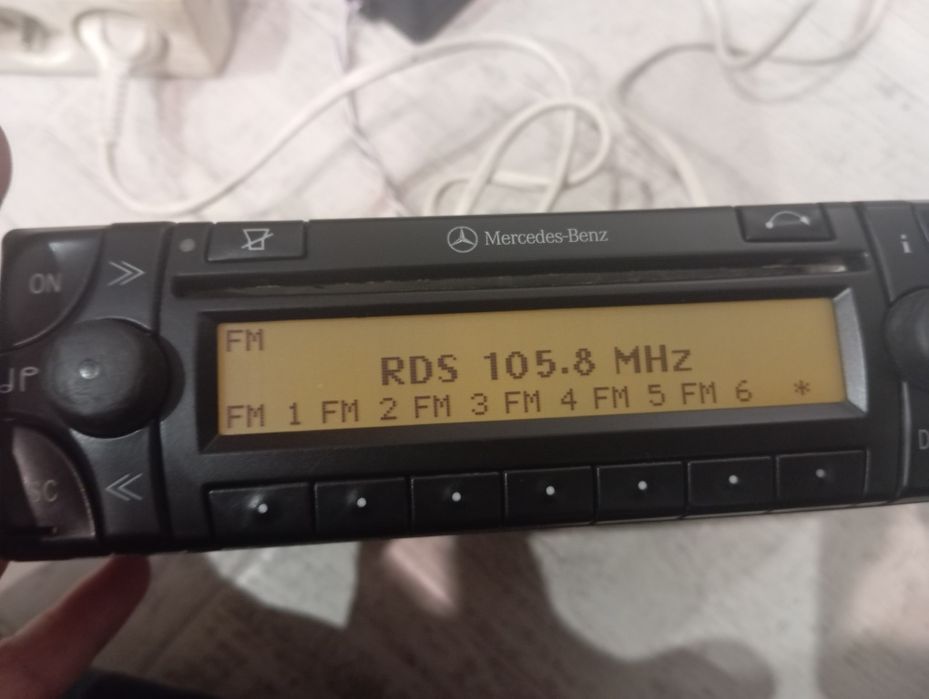 Mercedes-Benz
ON
i
FM
RDS 105.8 MHz
FM 1 FM 2 FM 3 FM 4 FM 5 FM 6 *
SC
D